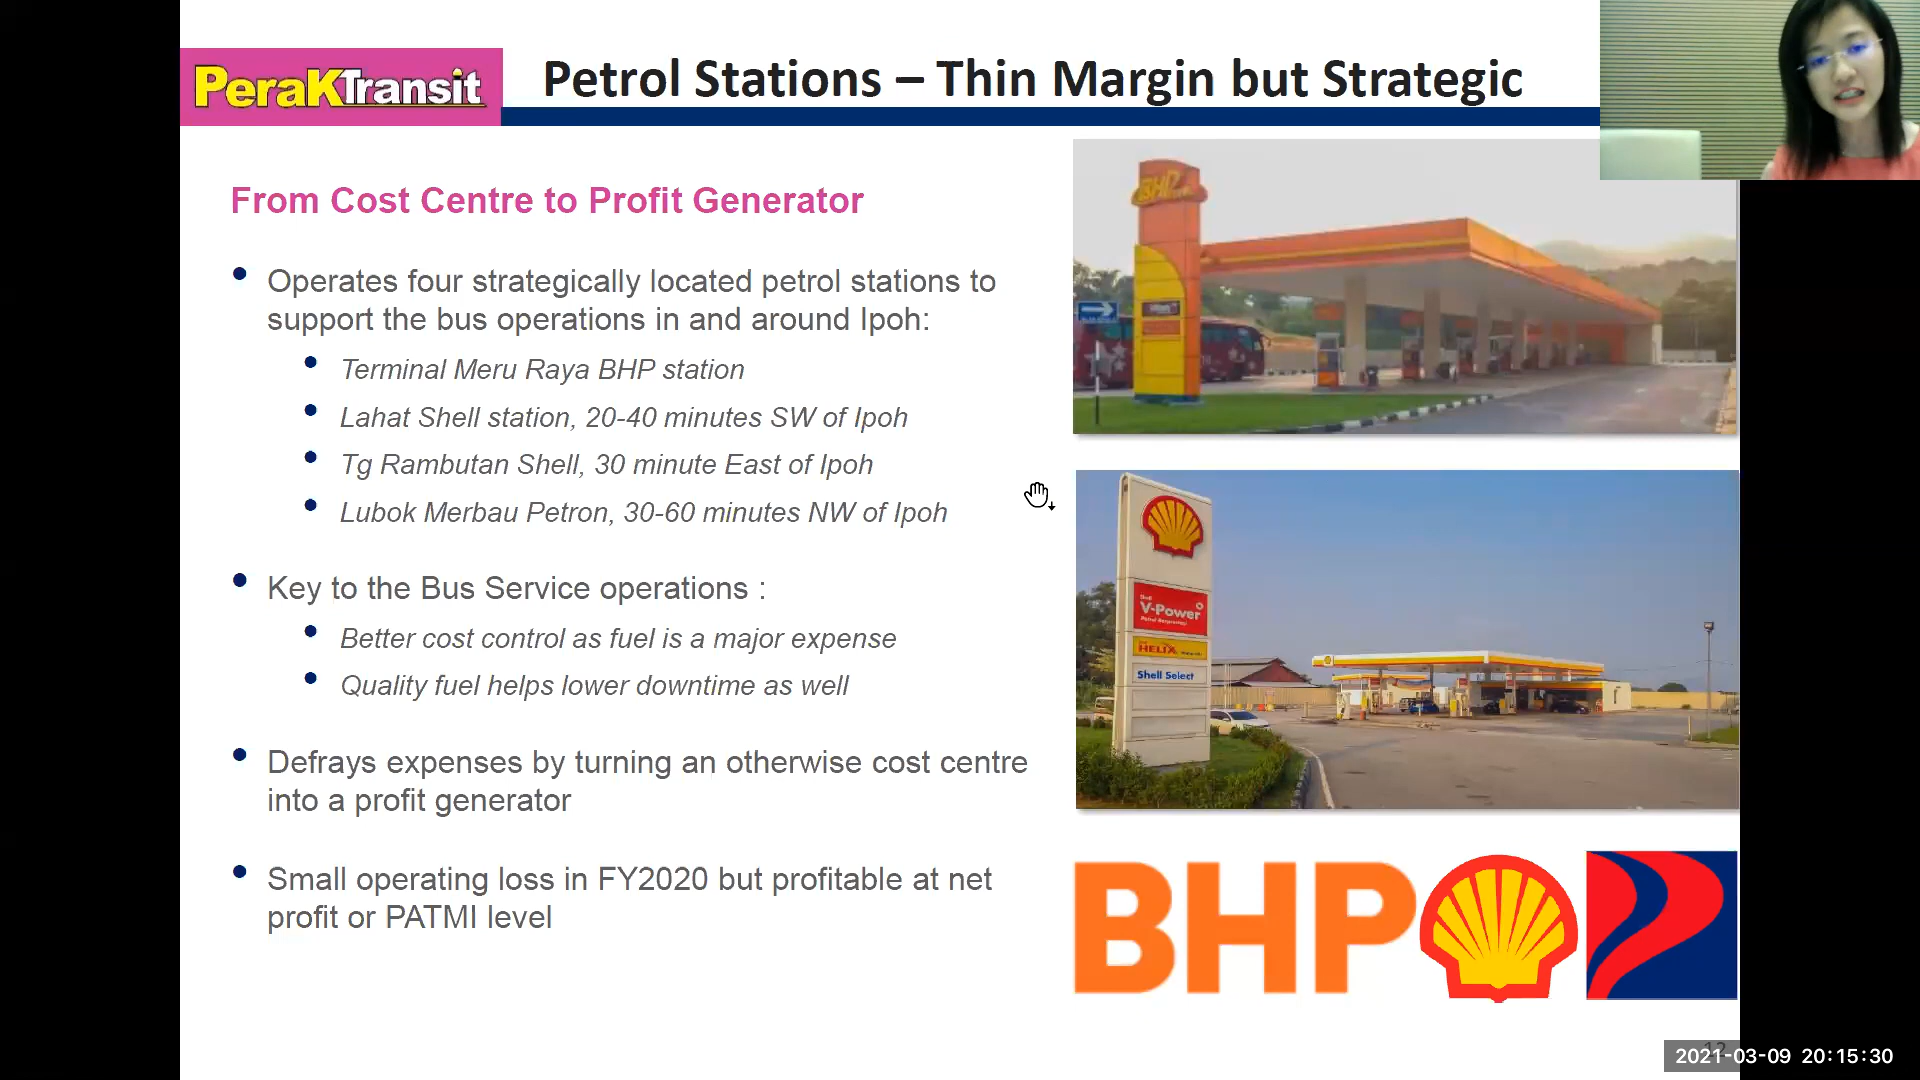 PeraKTransit
Petrol Stations – Thin Margin but Strategic
From Cost Centre to Profit Generator
• Operates four strategically located petrol stations to
support the bus operations in and around Ipoh:
• Terminal Meru Raya BHP station
• Lahat Shell station, 20-40 minutes SW of Ipoh
• Tg Rambutan Shell, 30 minute East of Ipoh
• Lubok Merbau Petron, 30-60 minutes NW of Ipoh
• Key to the Bus Service operations :
• Better cost control as fuel is a major expense
• Quality fuel helps lower downtime as well
• Defrays expenses by turning an otherwise cost centre
into a profit generator
• Small operating loss in FY2020 but profitable at net
profit or PATMI level
BHP
Shell
V-Power
HELIX
Shell Select
BHP
12
2021-03-09 20:15:30